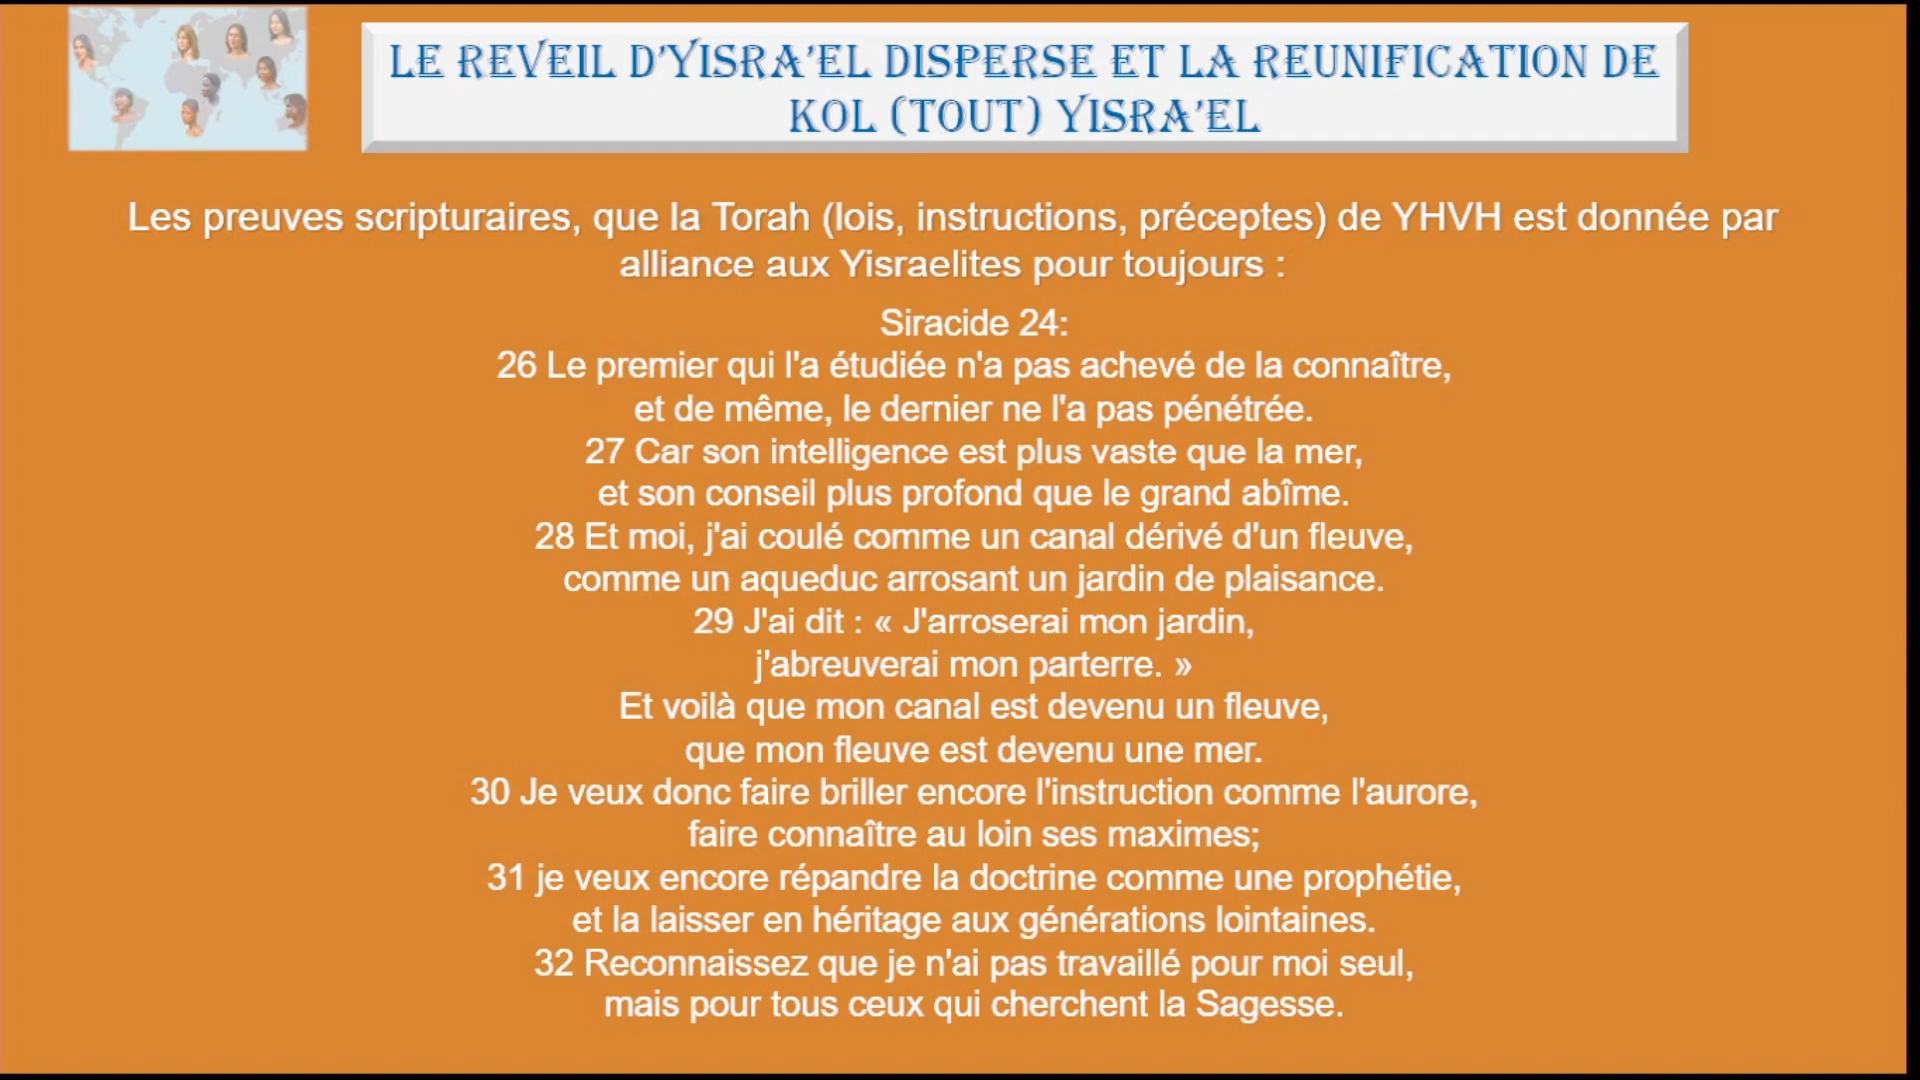 LE REVEIL D'YISRA'EL DISPERSE ET LA REUNIFICATION DE
KOL (TOUT) YISRA'EL
Les preuves scripturaires, que la Torah (lois, instructions, préceptes) de YHVH est donnée par
alliance aux Yisraelites pour toujours :
Siracide 24:
26 Le premier qui l'a étudiée n'a pas achevé de la connaître,
et de même, le dernier ne l'a pas pénétrée.
27 Car son intelligence est plus vaste que la mer,
et son conseil plus profond que le grand abîme.
28 Et moi, j'ai coulé comme un canal dérivé d'un fleuve,
comme un aqueduc arrosant un jardin de plaisance.
29 J'ai dit : « J'arroserai mon jardin,
j'abreuverai mon parterre. »
Et voilà que mon canal est devenu un fleuve,
que mon fleuve est devenu une mer.
30 Je veux donc faire briller encore l'instruction comme l'aurore,
faire connaître au loin ses maximes;
31 je veux encore répandre la doctrine comme une prophétie,
et la laisser en héritage aux générations lointaines.
32 Reconnaissez que je n'ai pas travaillé pour moi seul,
mais pour tous ceux qui cherchent la Sagesse.